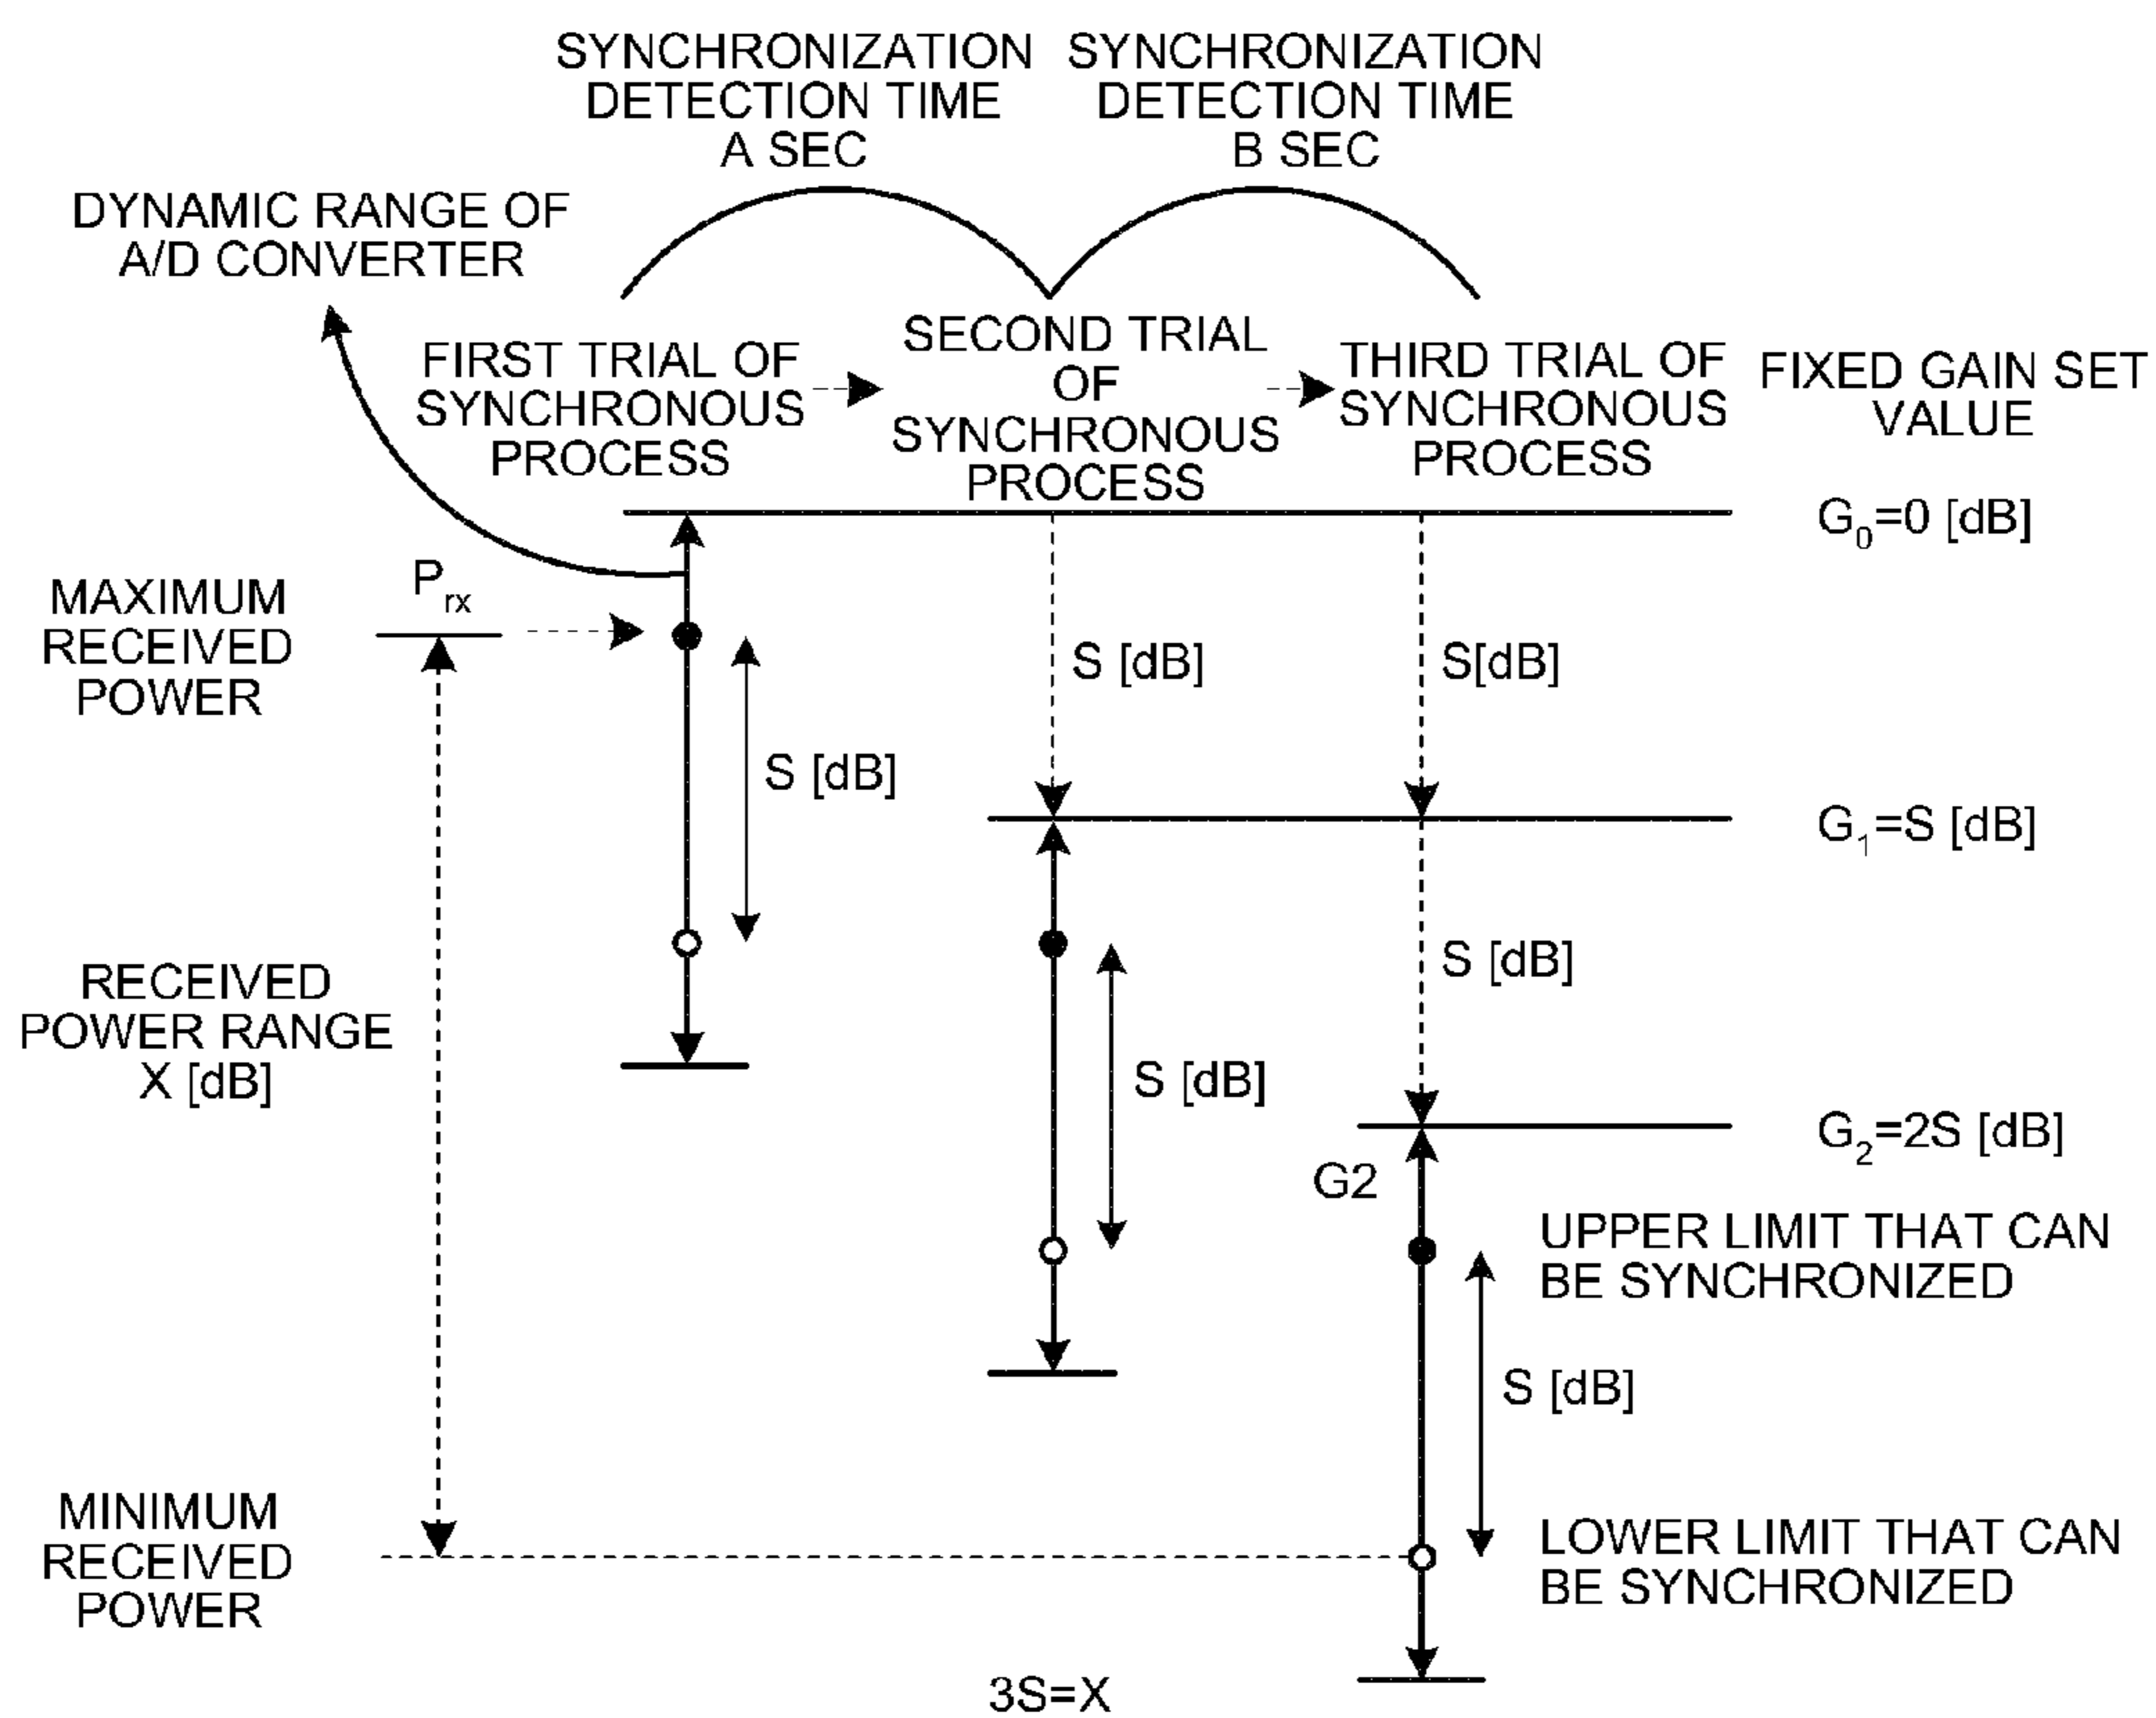 SYNCHRONIZATION
DETECTION TIME
A SEC
SYNCHRONIZATION
DETECTION TIME
B SEC
DYNAMIC RANGE OF
A/D CONVERTER
FIRST TRIAL OF
SYNCHRONOUS
PROCESS
SECOND TRIAL
OF
SYNCHRONOUS
PROCESS
THIRD TRIAL OF
SYNCHRONOUS
PROCESS
FIXED GAIN SET
VALUE
G₀=0 [dB]
MAXIMUM
RECEIVED
POWER
Prx
S [dB]
S[dB]
S [dB]
G₁=S [dB]
S [dB]
RECEIVED
POWER RANGE
X [dB]
S [dB]
G₂=2S [dB]
G2
UPPER LIMIT THAT CAN
BE SYNCHRONIZED
S [dB]
MINIMUM
RECEIVED
POWER
LOWER LIMIT THAT CAN
BE SYNCHRONIZED
3S=X